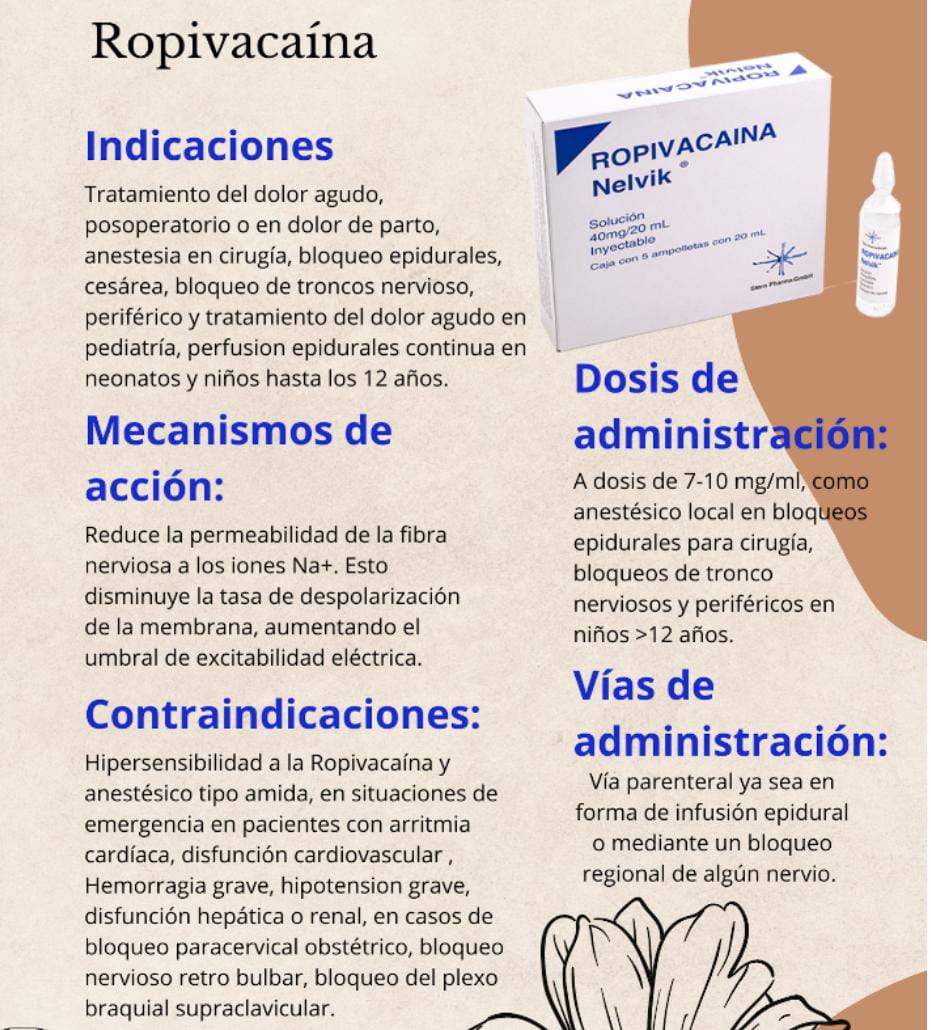 Ropivacaína
Indicaciones
Tratamiento del dolor agudo,
posoperatorio o en dolor de parto,
anestesia en cirugía, bloqueo epidurales,
cesárea, bloqueo de troncos nervioso,
periférico y tratamiento del dolor agudo en
pediatría, perfusion epidurales continua en
neonatos y niños hasta los 12 años.
Mecanismos de
acción:
Reduce la permeabilidad de la fibra
nerviosa a los iones Na+. Esto
disminuye la tasa de despolarización
de la membrana, aumentando el
umbral de excitabilidad eléctrica.
Contraindicaciones:
Hipersensibilidad a la Ropivacaína y
anestésico tipo amida, en situaciones de
emergencia en pacientes con arritmia
cardíaca, disfunción cardiovascular ,
Hemorragia grave, hipotension grave,
disfunción hepática o renal, en casos de
bloqueo paracervical obstétrico, bloqueo
nervioso retro bulbar, bloqueo del plexo
braquial supraclavicular.
ROPIVACAINA
Nelvik
ROPIVACAINA
Nelvik ®
Solución
40mg/20 mL
Inyectable
Caja con 5 ampolletas con 20 mL
Stern Pharma GmbH
ROPIVACAINA
Nelvik
Dosis de
administración:
A dosis de 7-10 mg/ml, como
anestésico local en bloqueos
epidurales para cirugía,
bloqueos de tronco
nerviosos y periféricos en
niños >12 años.
Vías de
administración:
Vía parenteral ya sea en
forma de infusión epidural
o mediante un bloqueo
regional de algún nervio.